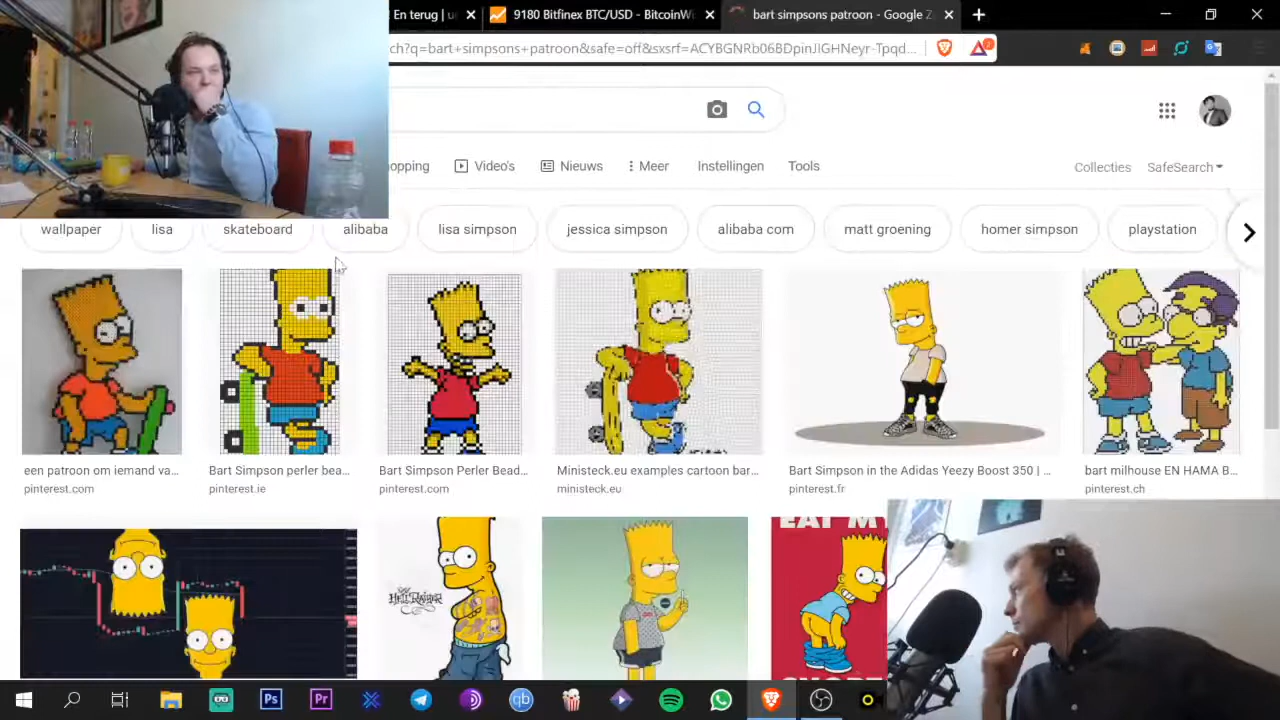 En terug | u
9180 Bitfinex BTC/USD - BitcoinWi
bart simpsons patroon - Google Z
ch?q=bart+simpsons+patroon&safe=off&sxsrf=ACYBGNRb06BDpinJIGHNeyr-Tpqd...
opping
Video's
Nieuws
Meer
Instellingen
Tools
Collecties
SafeSearch
wallpaper
lisa
skateboard
alibaba
lisa simpson
jessica simpson
alibaba com
matt groening
homer simpson
playstation
een patroon om iemand va...
pinterest.com
Bart Simpson perler bea...
pinterest.ie
Bart Simpson Perler Bead...
pinterest.com
Ministeck.eu examples cartoon bar...
ministeck.eu
Bart Simpson in the Adidas Yeezy Boost 350 | ...
pinterest.fr
bart milhouse EN HAMA B...
pinterest.ch
EAT MY
SHORTS
Ps
Pr
qb